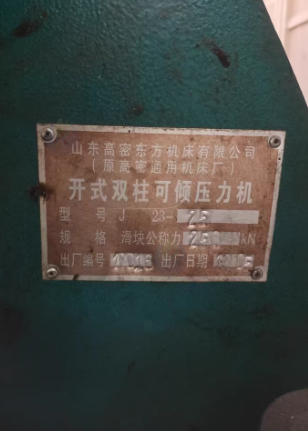 山东高密东方机床有限公司
(原高密通用机床厂)
开式双柱可倾压力机
型 号 J 23-25
规 格 滑块公称力 250 kN
出厂编号 出厂日期